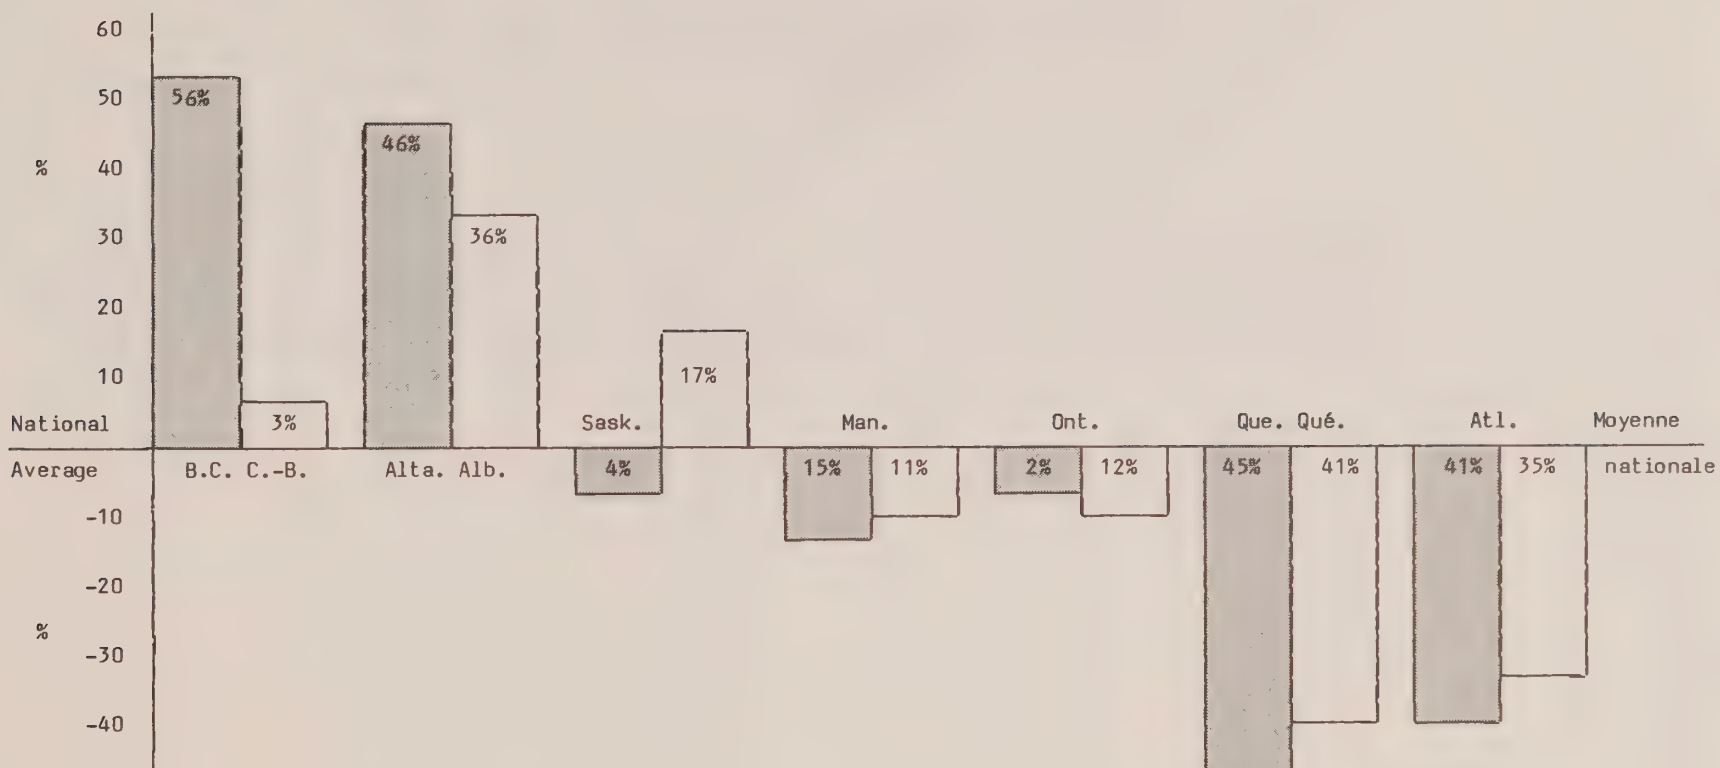 60
50
56%
46%
%
40
30
36%
20
10
17%
National
3%
Sask.
Man.
Ont.
Que. Qué.
Atl.
Moyenne
Average
B.C. C.-B.
Alta. Alb.
4%
15%
11%
2%
12%
45%
41%
41%
35%
nationale
-10
-20
%
-30
-40